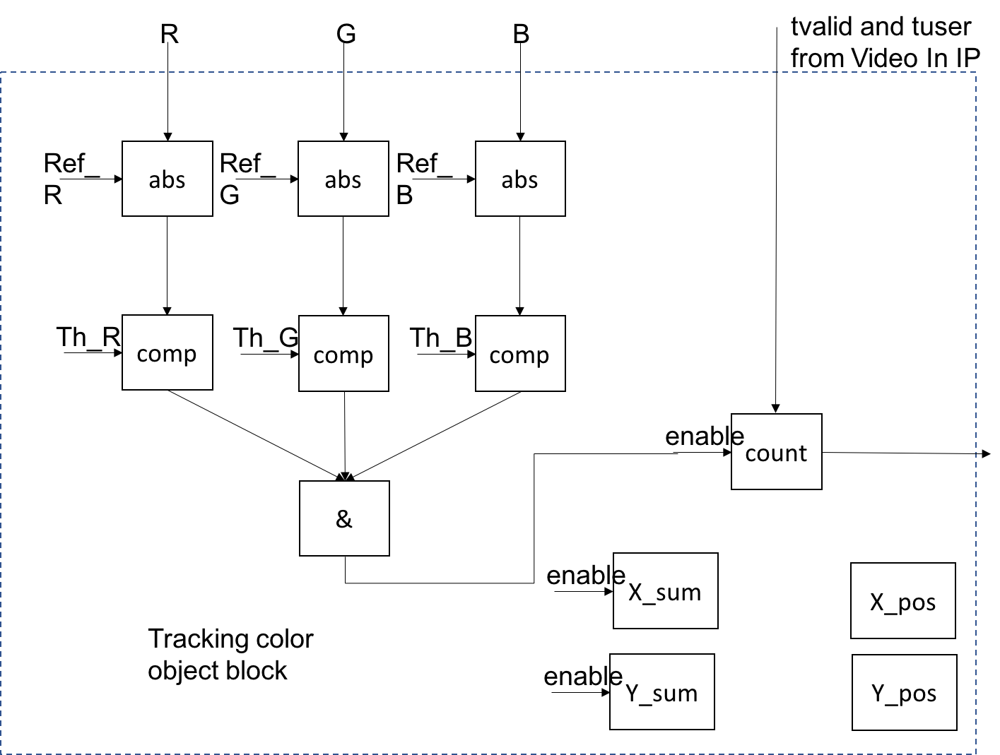 R
G
B
tvalid and tuser
from Video In IP
Ref_
R
abs
Ref_
G
abs
Ref_
B
abs
Th_R
comp
Th_G
comp
Th_B
comp
enable
count
&
enable
X_sum
X_pos
Tracking color
object block
enable
Y_sum
Y_pos